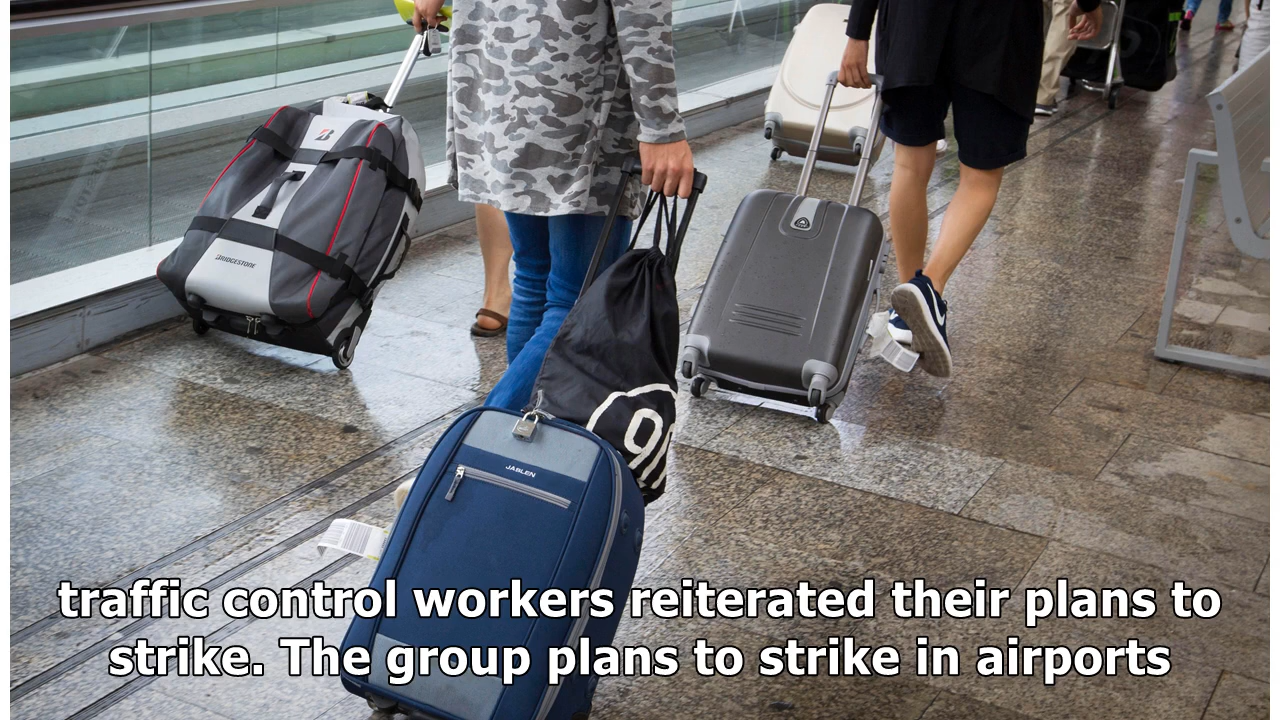 BRIDGESTONE
JABLEN
traffic control workers reiterated their plans to
strike. The group plans to strike in airports